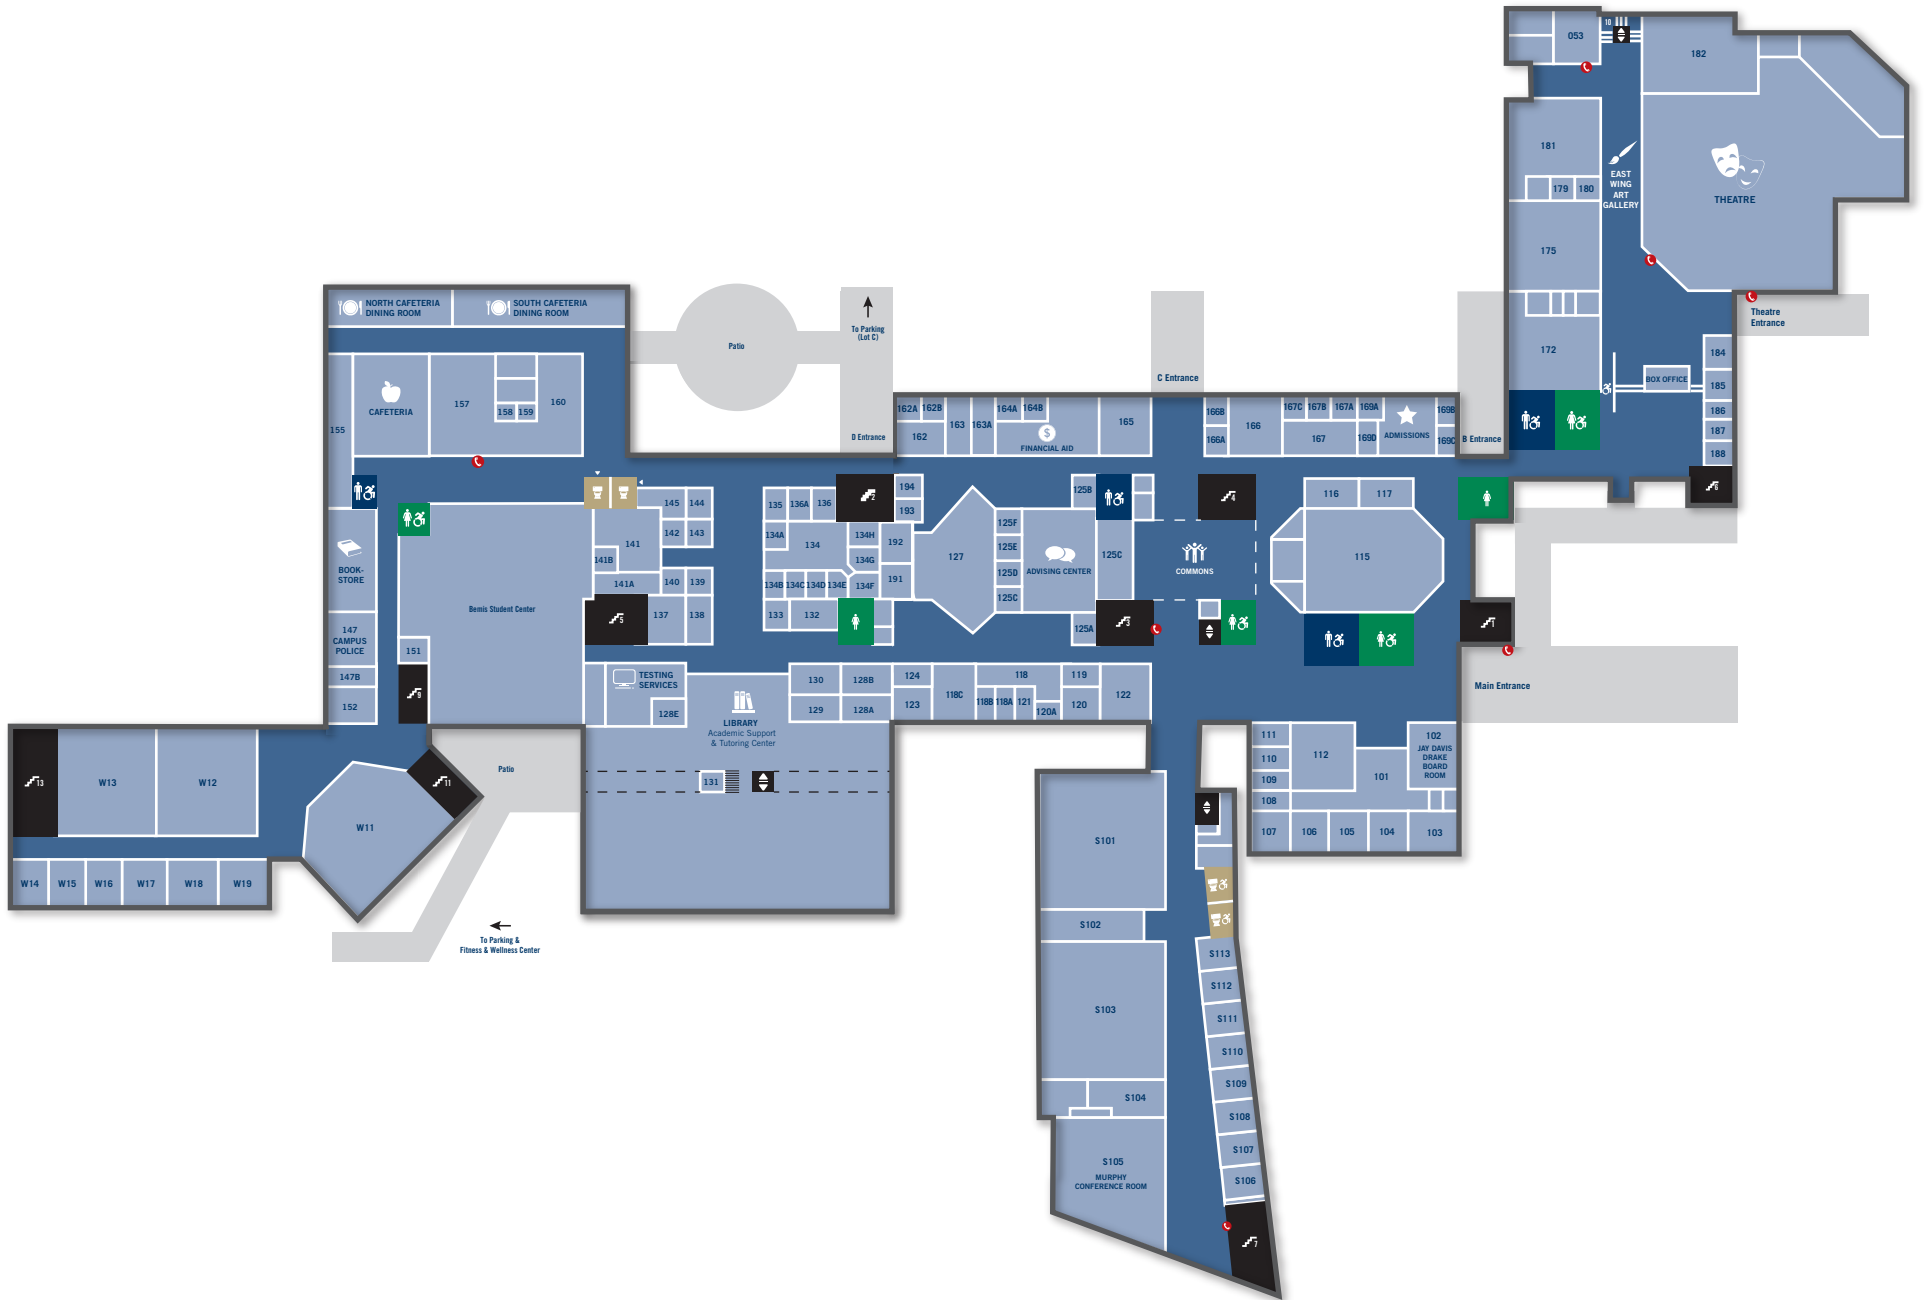 10
053
182
181
EAST
WING
ART
GALLERY
THEATRE
179
180
175
172
Theatre
Entrance
184
BOX OFFICE
185
186
187
188
6
NORTH CAFETERIA
DINING ROOM
SOUTH CAFETERIA
DINING ROOM
To Parking
(Lot C)
Patio
C Entrance
D Entrance
B Entrance
CAFETERIA
157
158
159
160
155
162A
162B
162
163
163A
164A
164B
$
FINANCIAL AID
165
166B
166A
166
167C
167B
167A
169A
167
169D
ADMISSIONS
169B
169C
145
144
142
143
141
141B
141A
140
139
137
138
5
135
136A
136
2
194
193
134A
134
134H
134G
192
134B
134C
134D
134E
134F
191
133
132
127
125B
125F
125E
125D
125C
ADVISING CENTER
125C
125A
3
4
COMMONS
116
117
115
BOOK-
STORE
Bemis Student Center
147
CAMPUS
POLICE
147B
152
151
9
TESTING
SERVICES
128E
LIBRARY
Academic Support
& Tutoring Center
131
130
128B
129
128A
124
123
118C
118
118B
118A
121
120A
119
120
122
Main Entrance
111
110
109
108
107
112
101
102
JAY DAVIS
DRAKE
BOARD
ROOM
106
105
104
103
13
W13
W12
W11
11
Patio
W14
W15
W16
W17
W18
W19
To Parking &
Fitness & Wellness Center
S101
S102
S103
S104
S105
MURPHY
CONFERENCE ROOM
S113
S112
S111
S110
S109
S108
S107
S106
7